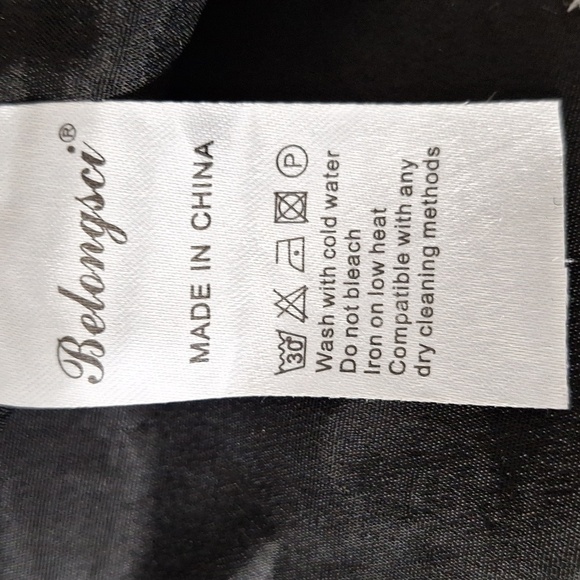 Belongsci®
MADE IN CHINA
30° P
Wash with cold water
Do not bleach
Iron on low heat
Compatible with any
dry cleaning methods